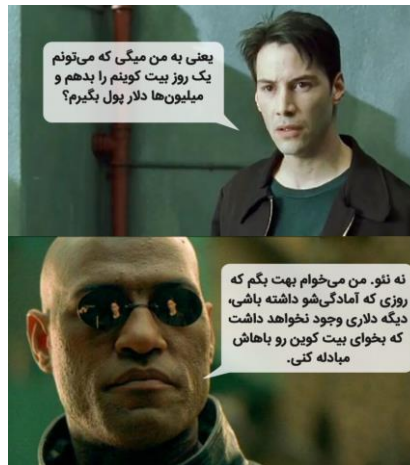 یعنی به من میگی که می‌تونم
یک روز بیت کوینم را بدهم و
میلیون‌ها دلار پول بگیرم؟
نه نئو. من می‌خوام بهت بگم که
روزی که آمادگی‌شو داشته باشی،
دیگه دلاری وجود نخواهد داشت
که بخوای بیت کوین رو باهاش
مبادله کنی.